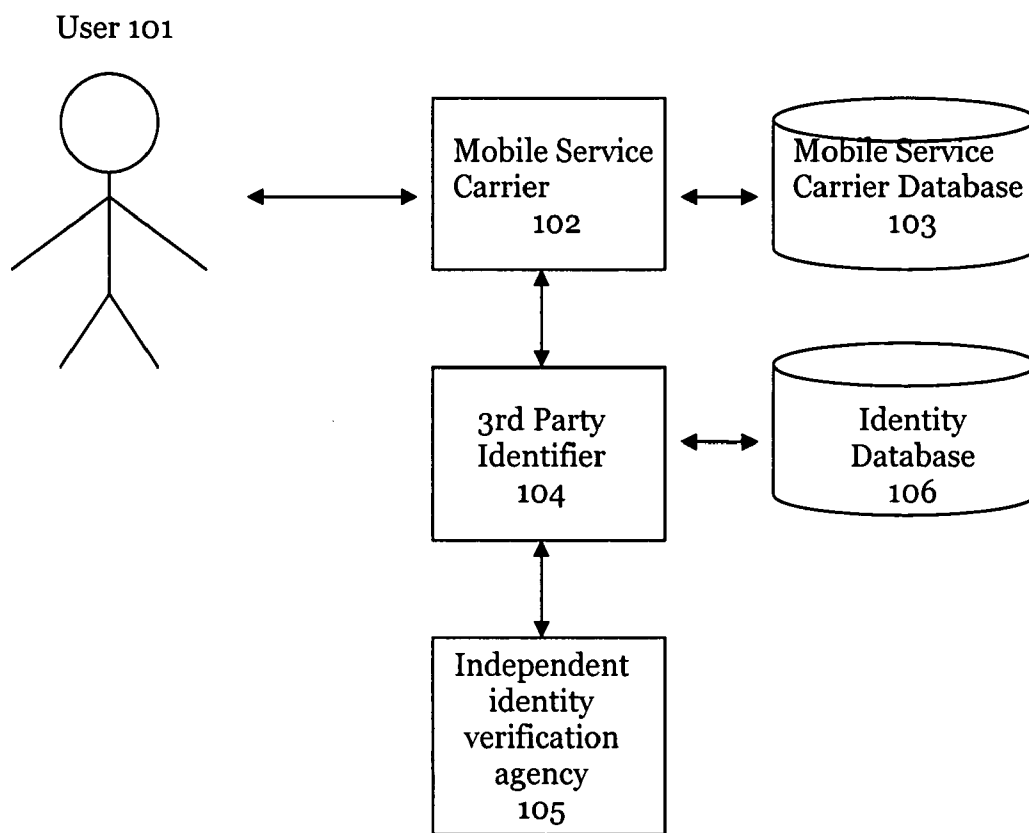 User 101
Mobile Service
Carrier
102
Mobile Service
Carrier Database
103
3rd Party
Identifier
104
Identity
Database
106
Independent
identity
verification
agency
105